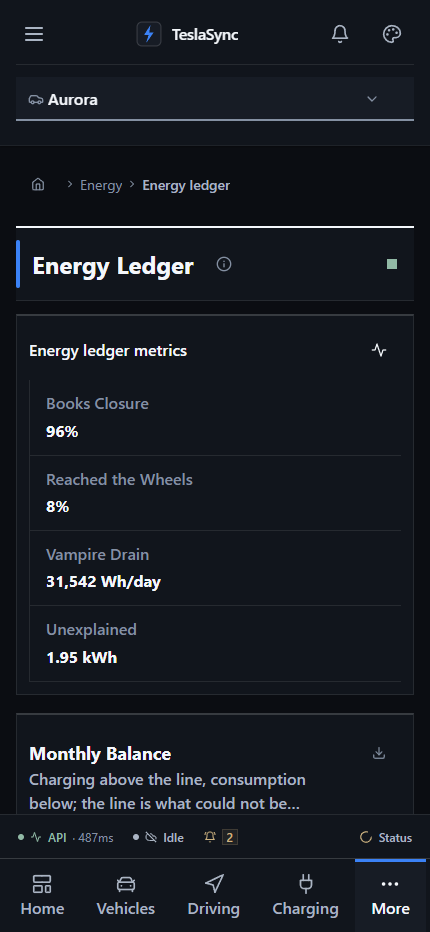 TeslaSync
Aurora
Energy
Energy ledger
Energy Ledger
Energy ledger metrics
Books Closure
96%
Reached the Wheels
8%
Vampire Drain
31,542 Wh/day
Unexplained
1.95 kWh
Monthly Balance
Charging above the line, consumption
below; the line is what could not be...
API · 487ms
Idle
2
Status
Home
Vehicles
Driving
Charging
More